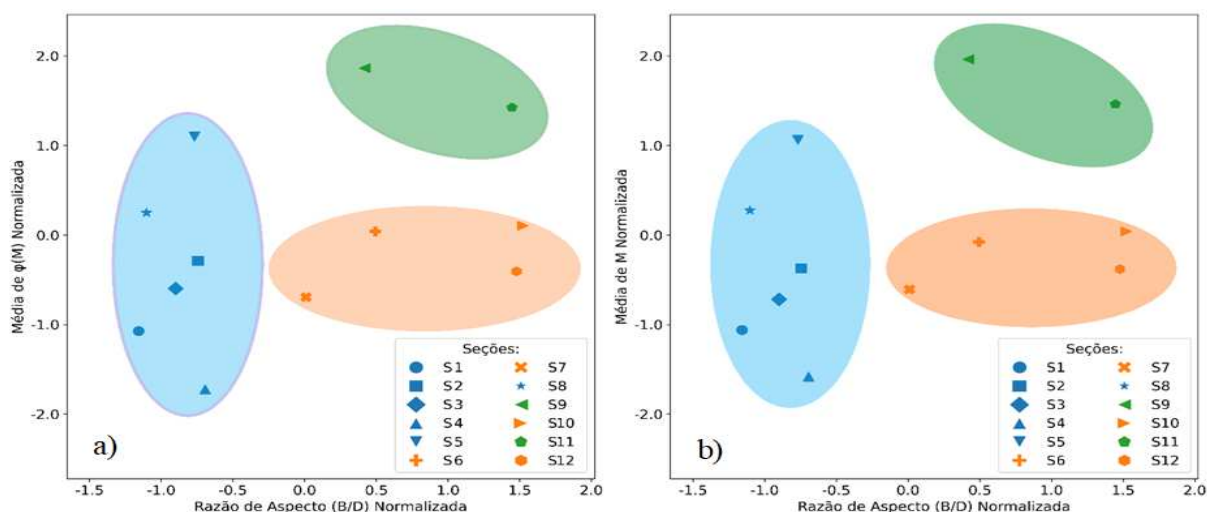 2.0
1.0
0.0
-1.0
-2.0
Média de φ(M) Normalizada
-1.5 -1.0 -0.5 0.0 0.5 1.0 1.5 2.0
Razão de Aspecto (B/D) Normalizada
a)
Seções:
S1 S7
S2 S8
S3 S9
S4 S10
S5 S11
S6 S12
2.0
1.0
0.0
-1.0
-2.0
Média de M Normalizada
-1.5 -1.0 -0.5 0.0 0.5 1.0 1.5 2.0
Razão de Aspecto (B/D) Normalizada
b)
Seções:
S1 S7
S2 S8
S3 S9
S4 S10
S5 S11
S6 S12